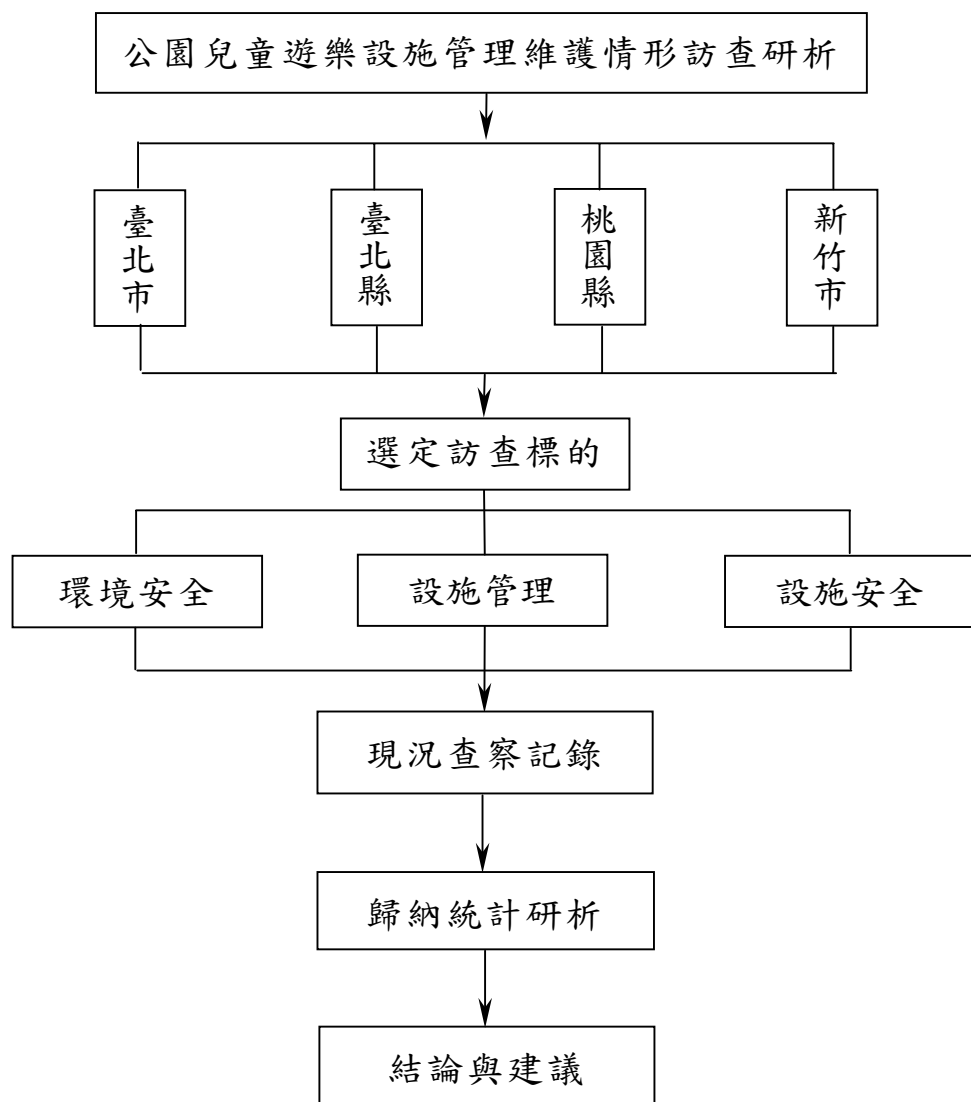 公園兒童遊樂設施管理維護情形訪查研析
臺北市
臺北縣
桃園縣
新竹市
選定訪查標的
環境安全
設施管理
設施安全
現況查察記錄
歸納統計研析
結論與建議